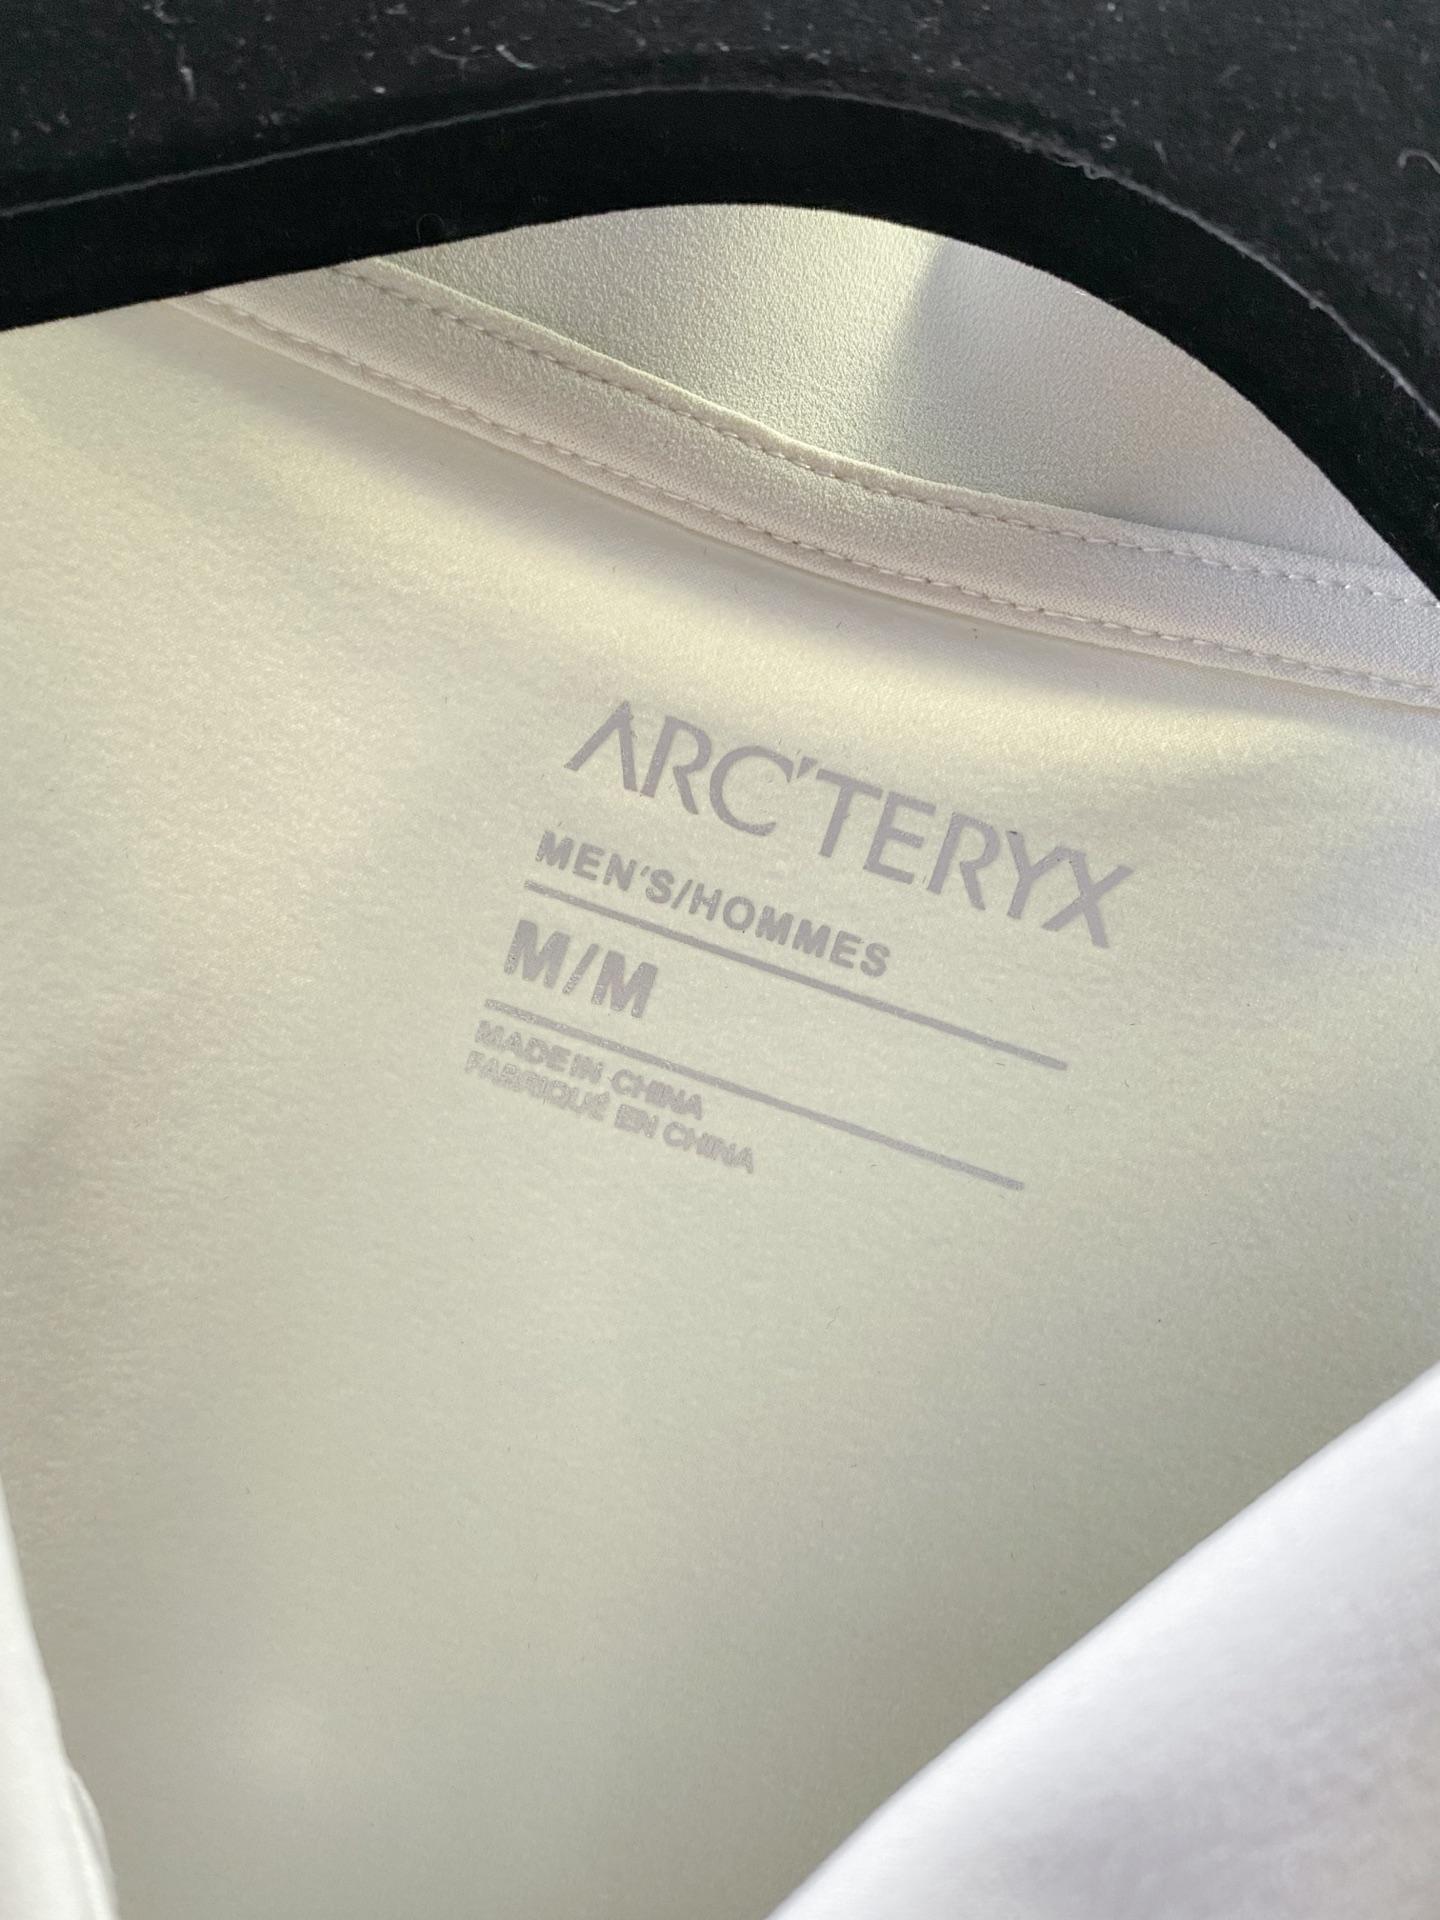 ARC'TERYX
MEN'S/HOMMES
M/M
MADE IN CHINA
FABRIQUÉ EN CHINA